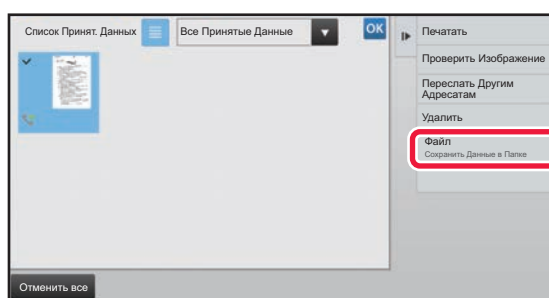 Список Принят. Данных
Все Принятые Данные
OK
Печатать
Проверить Изображение
Переслать Другим
Адресатам
Удалить
Файл
Сохранить Данные в Папке
Отменить все